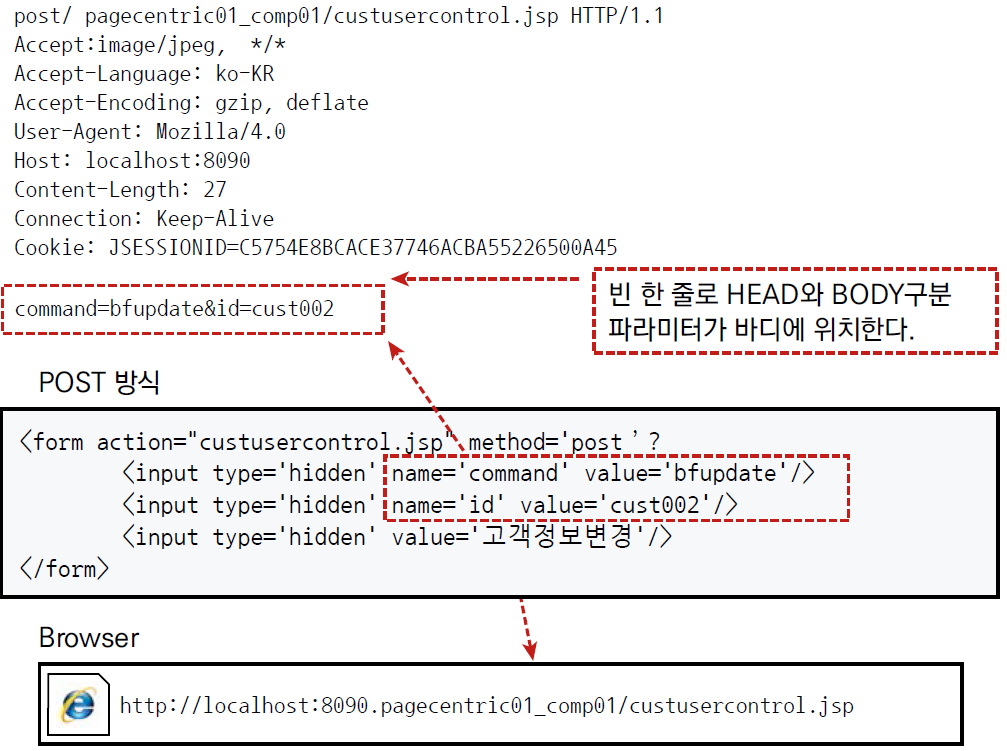 post/ pagecentric01_comp01/custusercontrol.jsp HTTP/1.1
Accept:image/jpeg, */*
Accept-Language: ko-KR
Accept-Encoding: gzip, deflate
User-Agent: Mozilla/4.0
Host: localhost:8090
Content-Length: 27
Connection: Keep-Alive
Cookie: JSESSIONID=C5754E8BCACE37746ACBA55226500A45
command=bfupdate&id=cust002
빈 한 줄로 HEAD와 BODY구분
파라미터가 바디에 위치한다.
POST 방식
<form action="custusercontrol.jsp" method='post ’ ?
<input type='hidden' name='command' value='bfupdate'/>
<input type='hidden' name='id' value='cust002'/>
<input type='hidden' value='고객정보변경'/>
</form>
Browser
http://localhost:8090.pagecentric01_comp01/custusercontrol.jsp